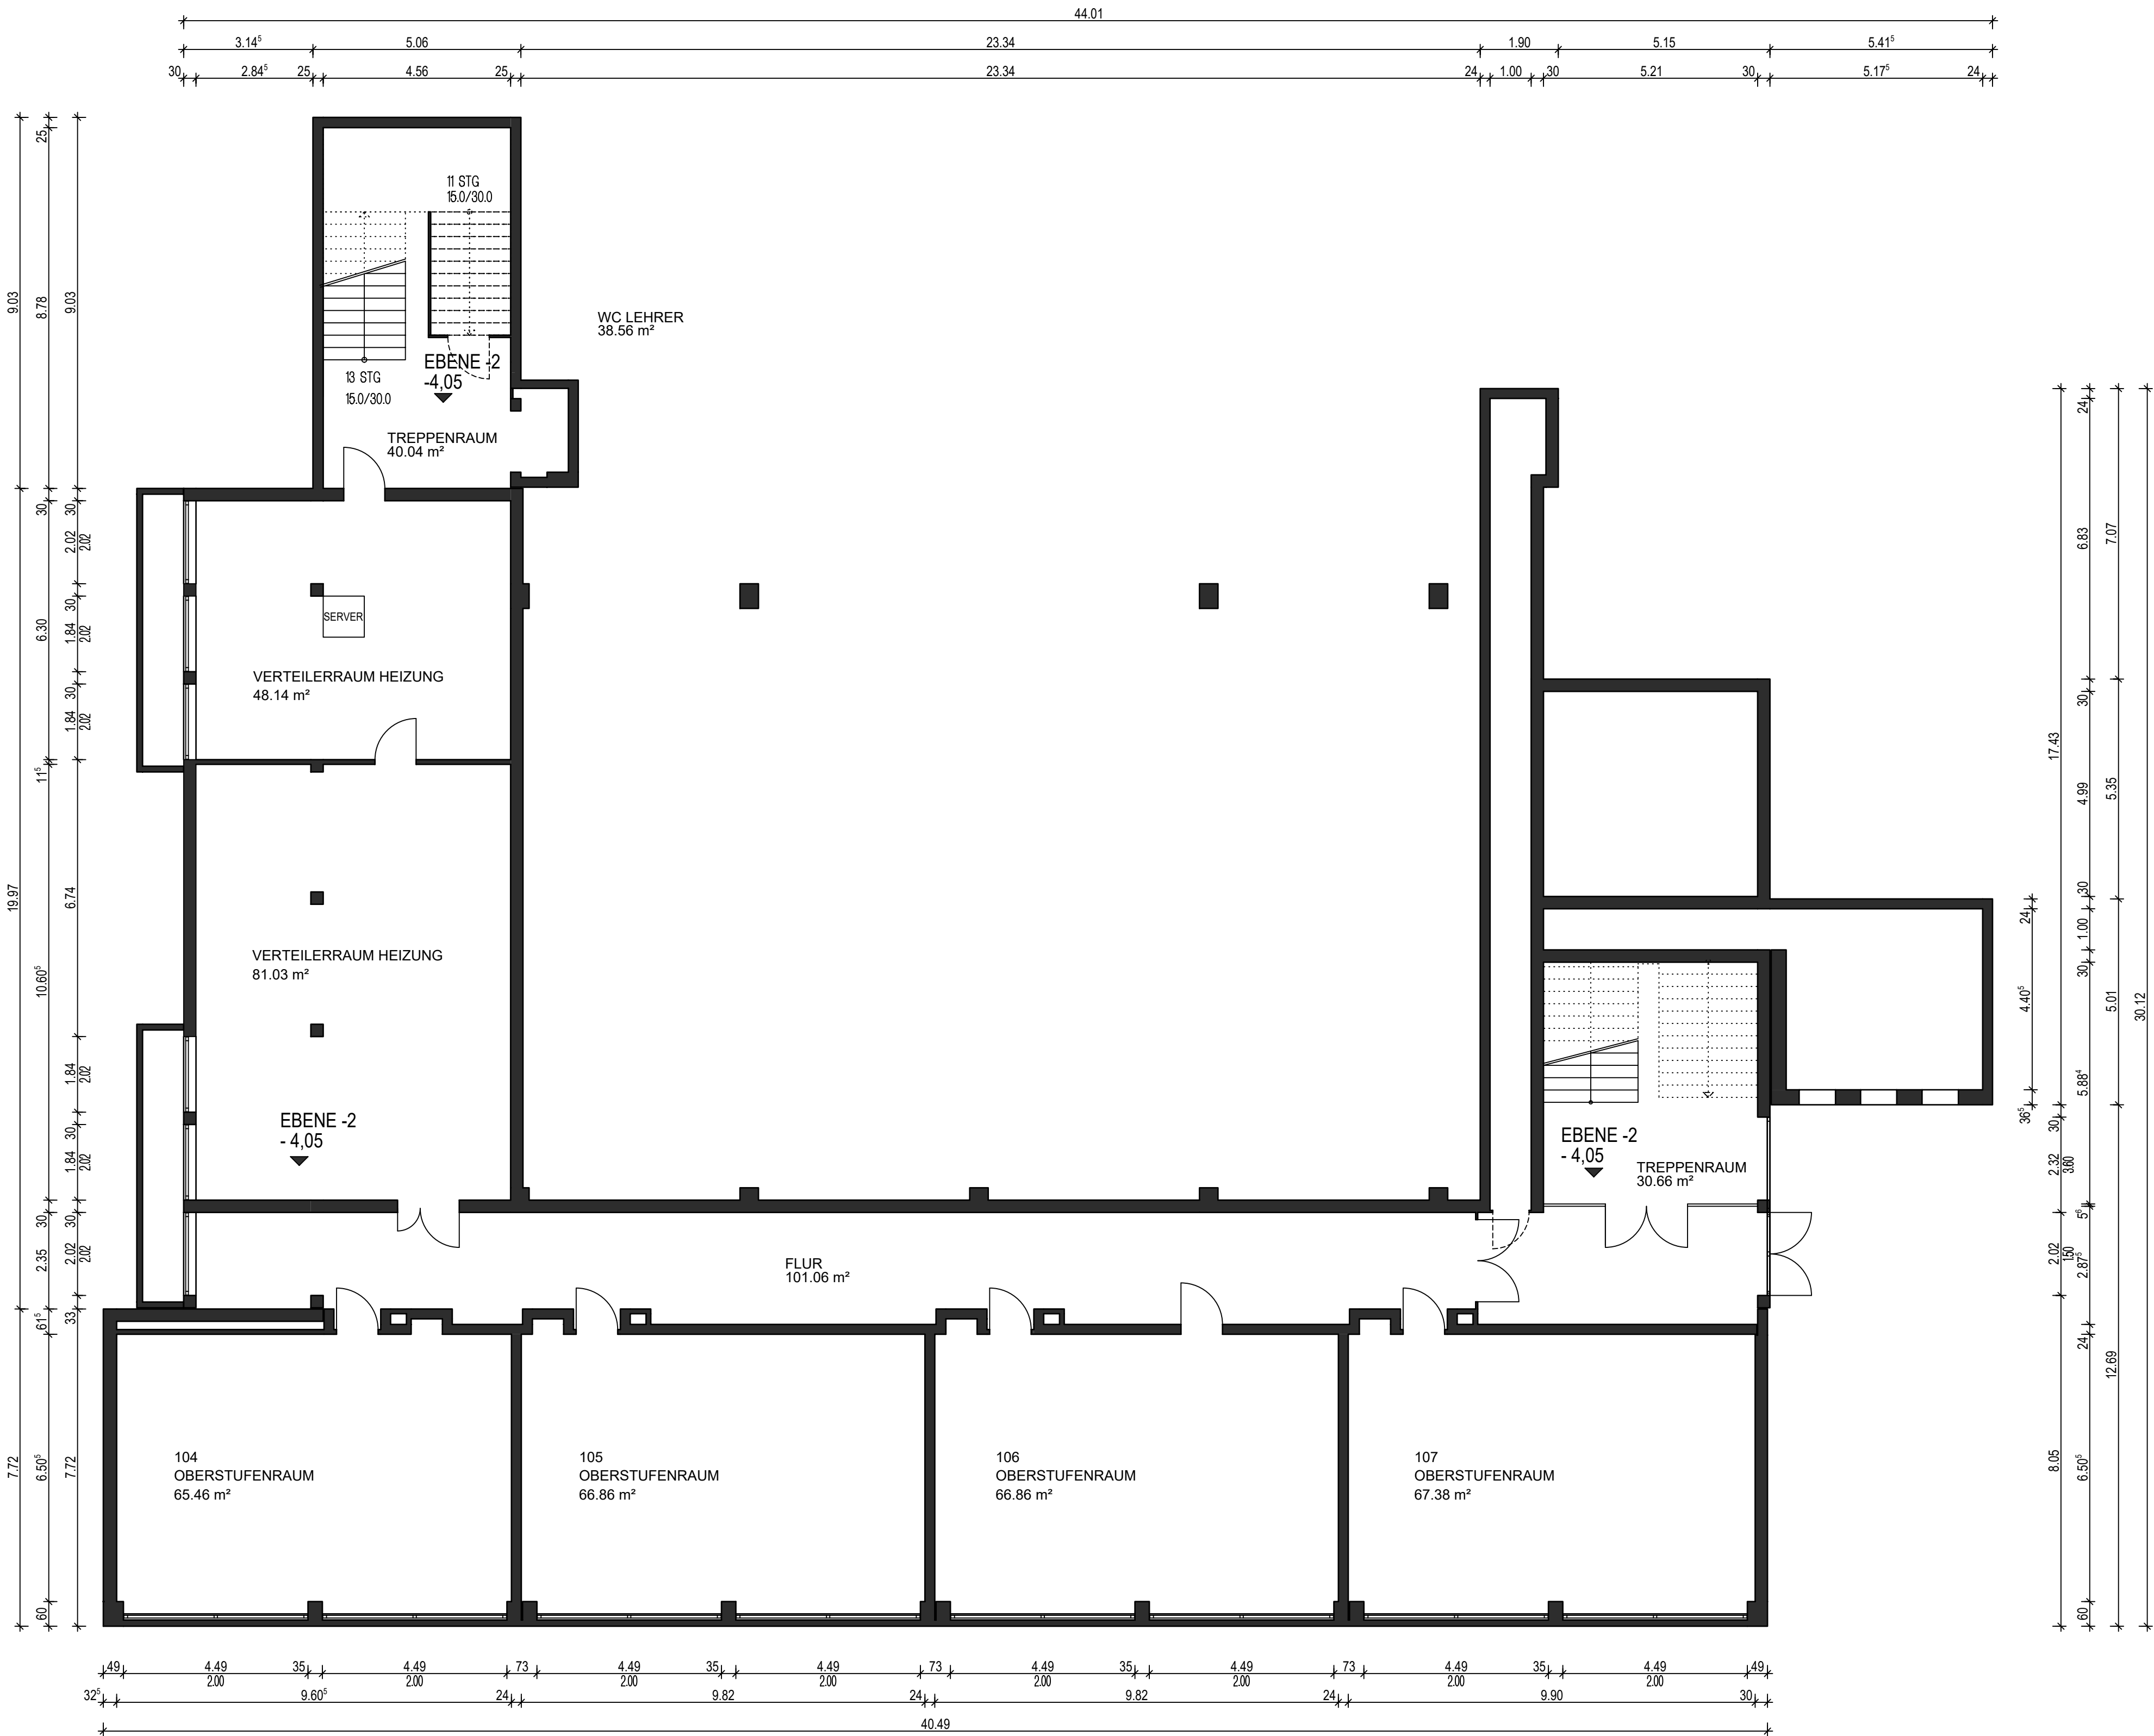 44.01
3.14⁵ 5.06 23.34 1.90 5.15 5.41⁵
30 2.84⁵ 25 4.56 25 23.34 24 1.00 30 5.21 30 5.17⁵ 24
11 STG
15.0/30.0
WC LEHRER
38.56 m²
EBENE -2
-4,05
13 STG
15.0/30.0
TREPPENRAUM
40.04 m²
SERVER
VERTEILERRAUM HEIZUNG
48.14 m²
VERTEILERRAUM HEIZUNG
81.03 m²
EBENE -2
- 4,05
EBENE -2
- 4,05
TREPPENRAUM
30.66 m²
FLUR
101.06 m²
104
OBERSTUFENRAUM
65.46 m²
105
OBERSTUFENRAUM
66.86 m²
106
OBERSTUFENRAUM
66.86 m²
107
OBERSTUFENRAUM
67.38 m²
9.03 19.97 7.72
25 8.78 30 6.30 11⁵ 10.60⁵ 30 2.35 61⁵ 6.50⁵ 60
9.03 30 2.02 30 1.84 30 1.84 6.74 1.84 30 1.84 30 2.02 33 7.72
2.02 2.02 2.02 2.02 2.02 2.02
24 4.40⁵ 36⁵
17.43 30 2.32 2.02 8.05
3.60 1.50
24 6.83 30 4.99 30 1.00 30 5.88⁴ 5⁶ 2.87⁵ 24 6.50⁵ 60
7.07 5.35 5.01 12.69
30.12
49 4.49 35 4.49 73 4.49 35 4.49 73 4.49 35 4.49 73 4.49 35 4.49 49
2.00 2.00 2.00 2.00 2.00 2.00 2.00 2.00
32⁵ 9.60⁵ 24 9.82 24 9.82 24 9.90 30
40.49